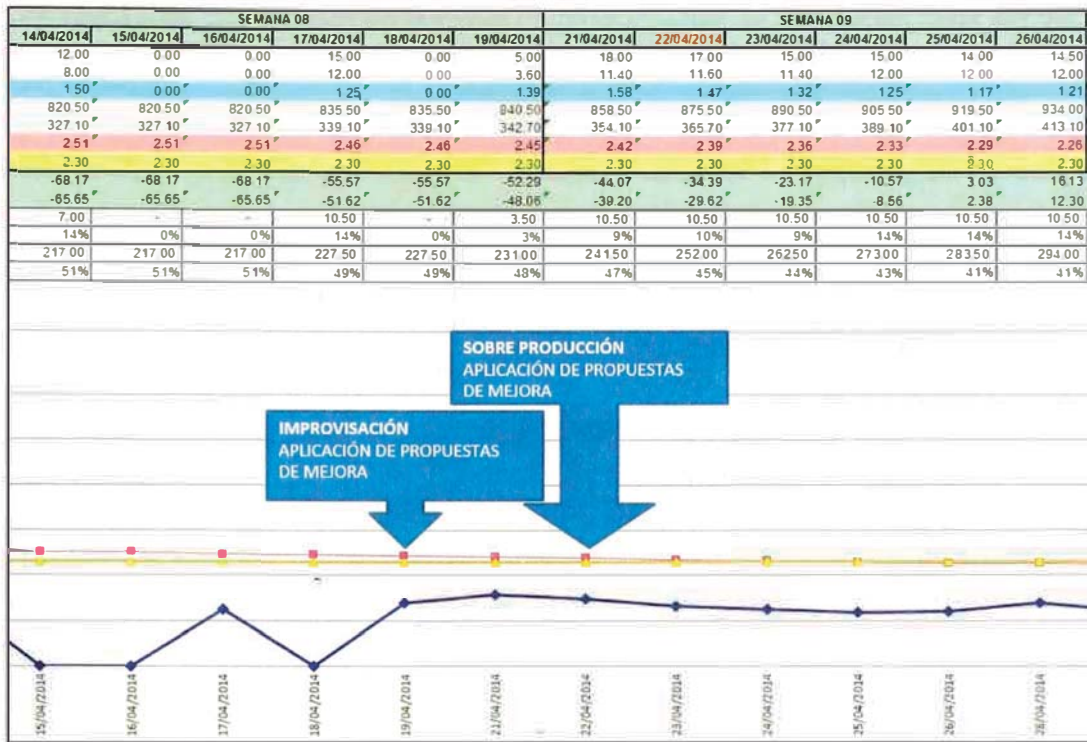 SEMANA 08 SEMANA 09
14/04/2014 15/04/2014 16/04/2014 17/04/2014 18/04/2014 19/04/2014 21/04/2014 22/04/2014 23/04/2014 24/04/2014 25/04/2014 26/04/2014
12.00 0.00 0.00 15.00 0.00 5.00 18.00 17.00 15.00 15.00 14.00 14.50
8.00 0.00 0.00 12.00 0.00 3.60 11.40 11.60 11.40 12.00 12.00 12.00
1.50 0.00 0.00 1.25 0.00 1.39 1.58 1.47 1.32 1.25 1.17 1.21
820.50 820.50 820.50 835.50 835.50 840.50 858.50 875.50 890.50 905.50 919.50 934.00
327.10 327.10 327.10 339.10 339.10 342.70 354.10 365.70 377.10 389.10 401.10 413.10
2.51 2.51 2.51 2.46 2.46 2.45 2.42 2.39 2.36 2.33 2.29 2.26
2.30 2.30 2.30 2.30 2.30 2.30 2.30 2.30 2.30 2.30 2.30 2.30
-68.17 -68.17 -68.17 -55.57 -55.57 -52.29 -44.07 -34.39 -23.17 -10.57 3.03 16.13
-65.65 -65.65 -65.65 -51.62 -51.62 -48.06 -39.20 -29.62 -19.35 -8.56 2.38 12.30
7.00 - - 10.50 - 3.50 10.50 10.50 10.50 10.50 10.50 10.50
14% 0% 0% 14% 0% 3% 9% 10% 9% 14% 14% 14%
217.00 217.00 217.00 227.50 227.50 231.00 241.50 252.00 262.50 273.00 283.50 294.00
51% 51% 51% 49% 49% 48% 47% 45% 44% 43% 41% 41%
SOBRE PRODUCCIÓN
APLICACIÓN DE PROPUESTAS
DE MEJORA
IMPROVISACIÓN
APLICACIÓN DE PROPUESTAS
DE MEJORA
15/04/2014 16/04/2014 17/04/2014 18/04/2014 19/04/2014 21/04/2014 22/04/2014 23/04/2014 24/04/2014 25/04/2014 26/04/2014 28/04/2014